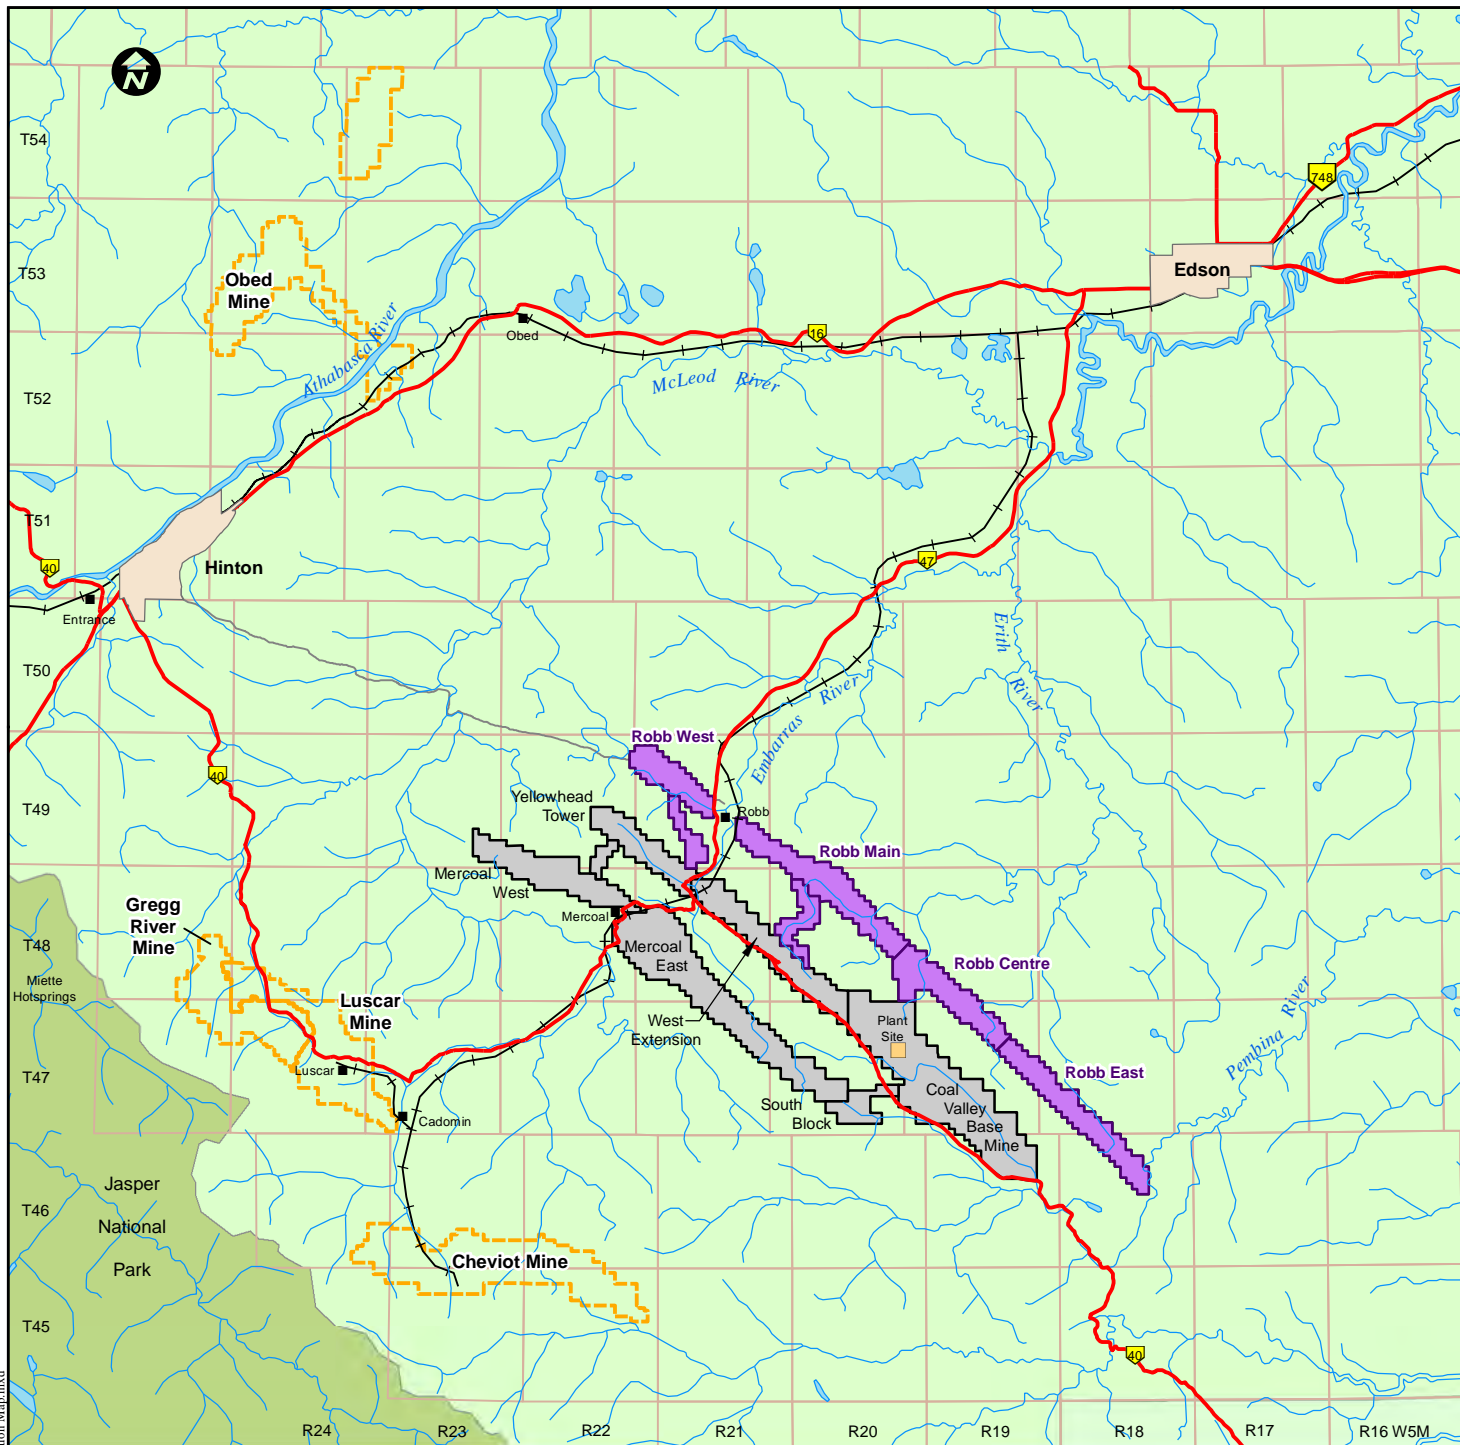 N
T54
748
T53
Obed
Mine
Edson
Athabasca River
Obed
16
McLeod River
T52
T51
40
Hinton
47
Entrance
Erith River
T50
Embarras River
Robb West
40
T49
Yellowhead
Tower
Robb
Robb Main
Mercoal
West
Gregg
River
Mine
Mercoal
T48
Mercoal
East
Robb Centre
Miette
Hotsprings
Luscar
Mine
West
Extension
Plant
Site
Pembina River
T47
Luscar
Robb East
Coal
Valley
Base
Mine
South
Block
Cadomin
Jasper
National
Park
T46
Cheviot Mine
T45
40
R24
R23
R22
R21
R20
R19
R18
R17
R16 W5M